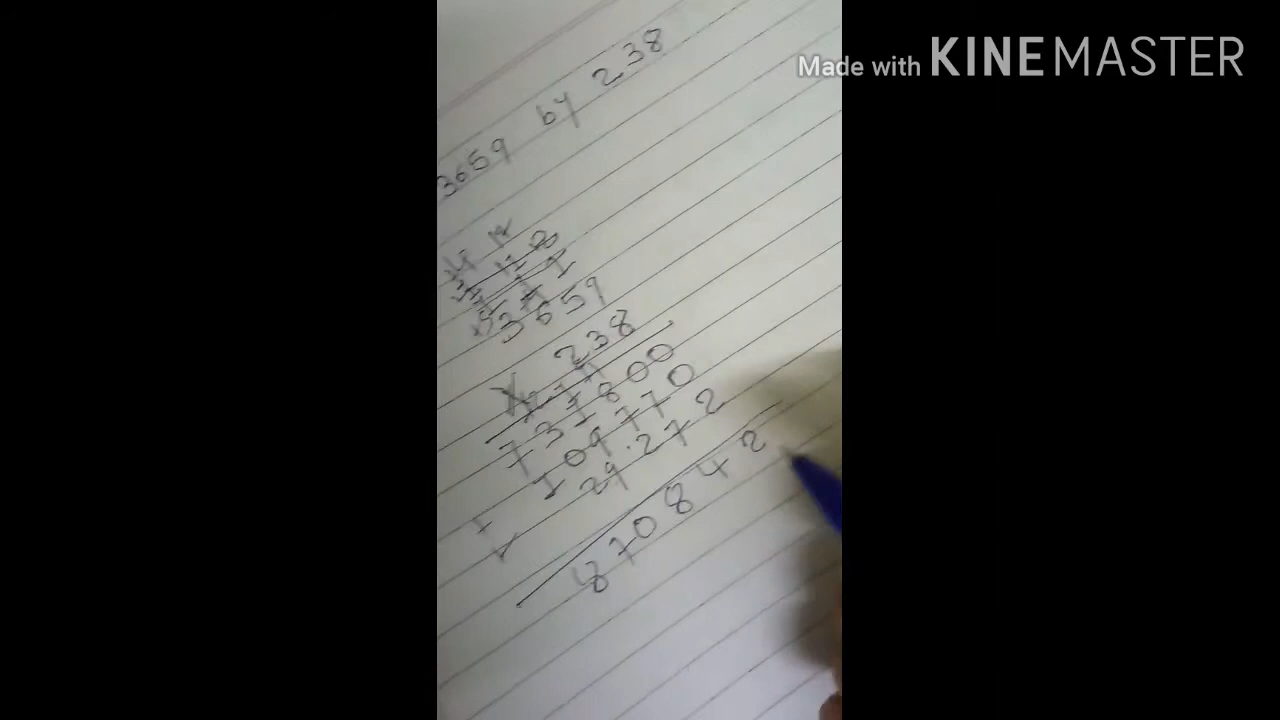 Made with KINEMASTER
3659 by 238
3659
X 238
731800
109770
29272
870842